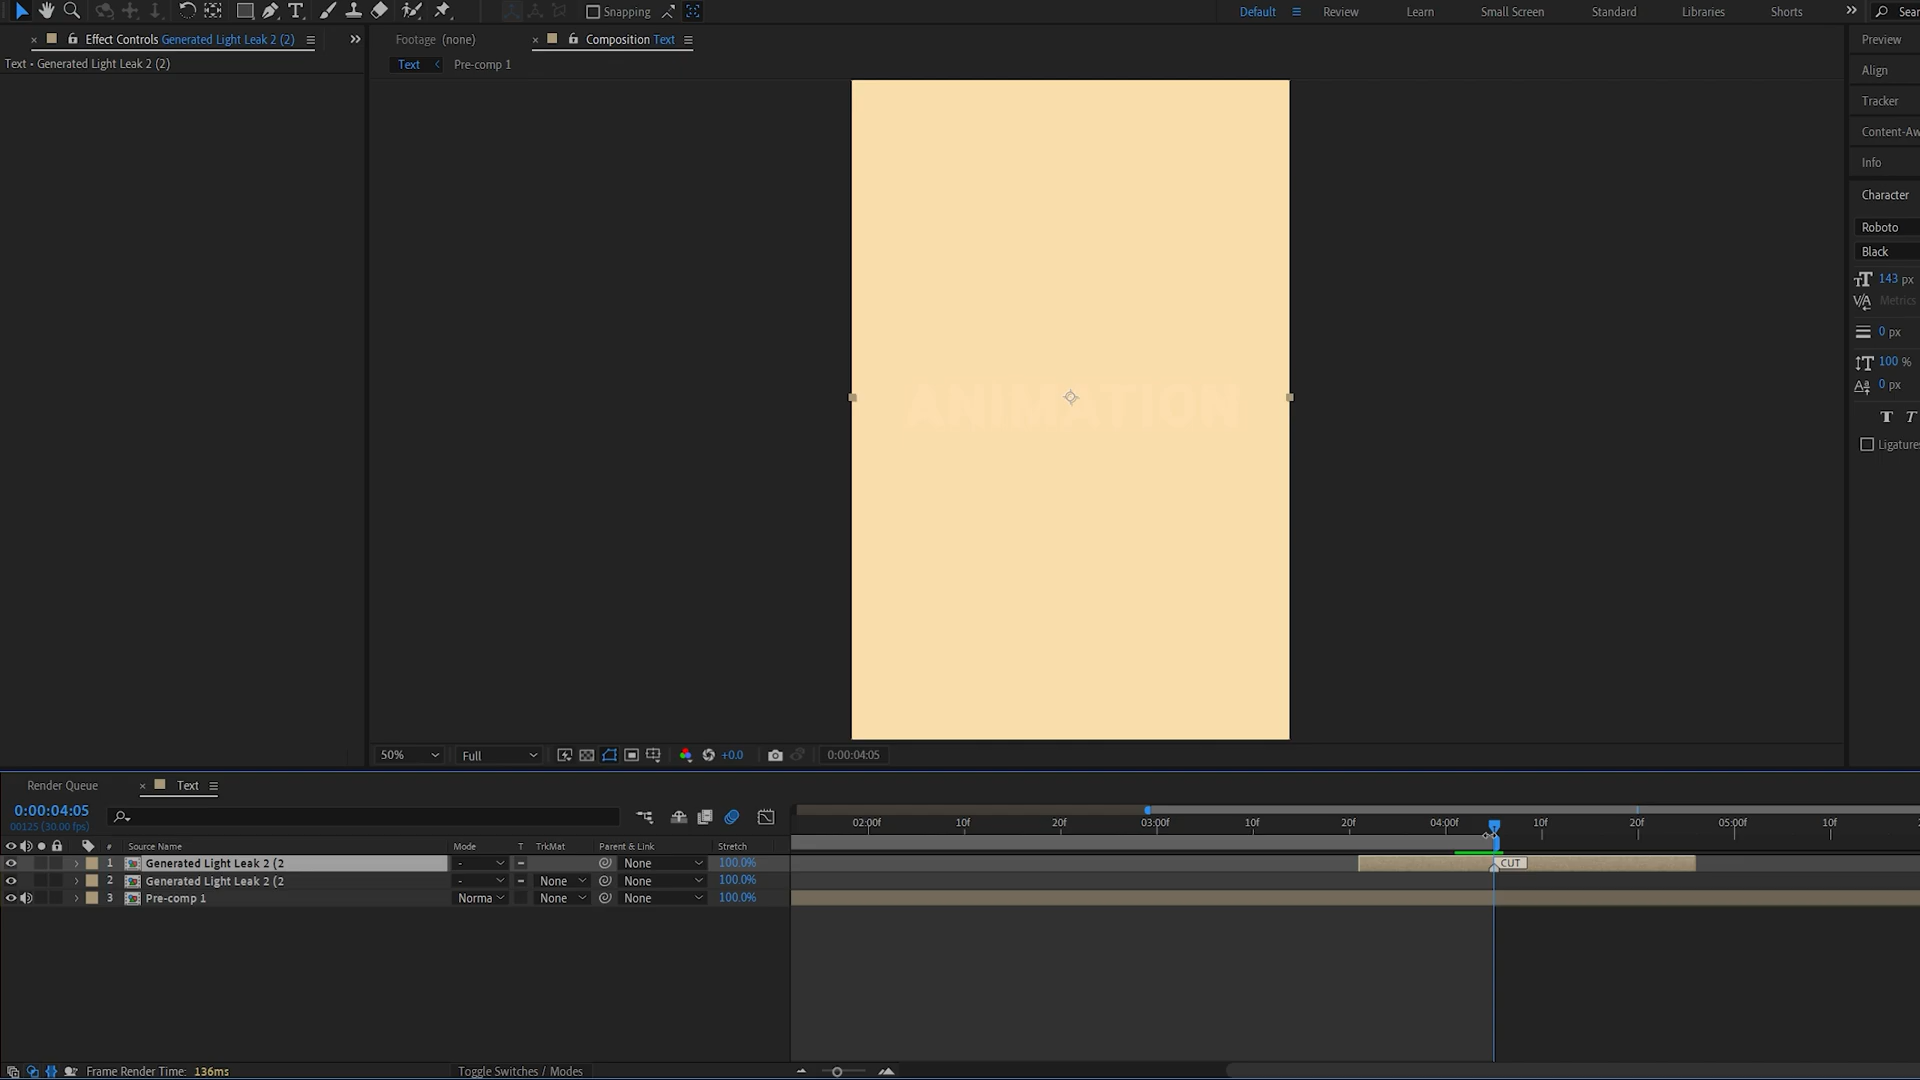 Snapping
Default
Review
Learn
Small Screen
Standard
Libraries
Shorts
Effect Controls Generated Light Leak 2 (2)
Footage (none)
Composition Text
Preview
Text • Generated Light Leak 2 (2)
Text
Pre-comp 1
Align
Tracker
Content-Aw
Info
Character
Roboto
Black
143 px
Metrics
0 px
100 %
0 px
T T
Ligatures
ANIMATION
50%
Full
+0.0
0:00:04:05
Render Queue
Text
0:00:04:05
00125 (30.00 fps)
02:00f 10f 20f 03:00f 10f 20f 04:00f 10f 20f 05:00f 10f
# Source Name Mode T TrkMat Parent & Link Stretch
1 Generated Light Leak 2 (2 - None 100.0% CUT
2 Generated Light Leak 2 (2 - None None 100.0%
3 Pre-comp 1 Norma None None 100.0%
Frame Render Time: 136ms
Toggle Switches / Modes